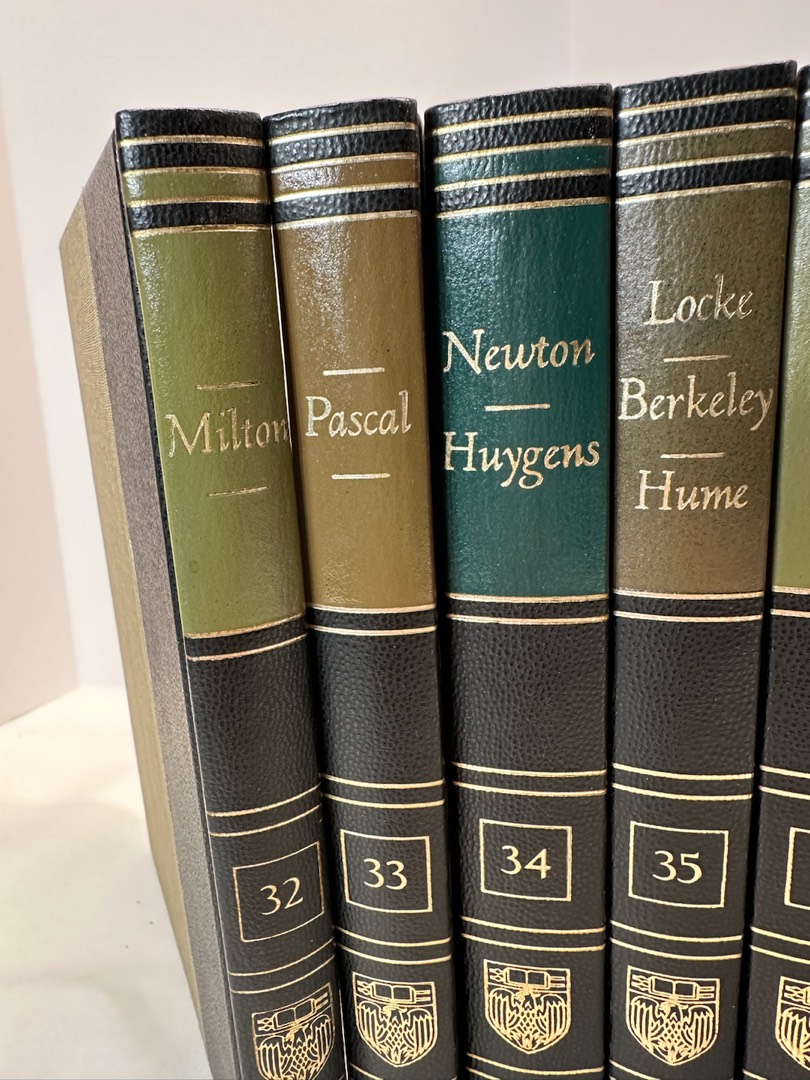 Milton
32
Pascal
33
Newton
Huygens
34
Locke
Berkeley
Hume
35